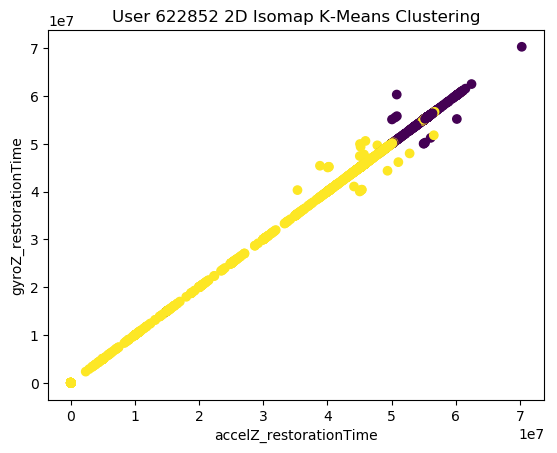 User 622852 2D Isomap K-Means Clustering
1e7
7
6
5
4
3
2
1
0
gyroZ_restorationTime
0 1 2 3 4 5 6 7
accelZ_restorationTime
1e7